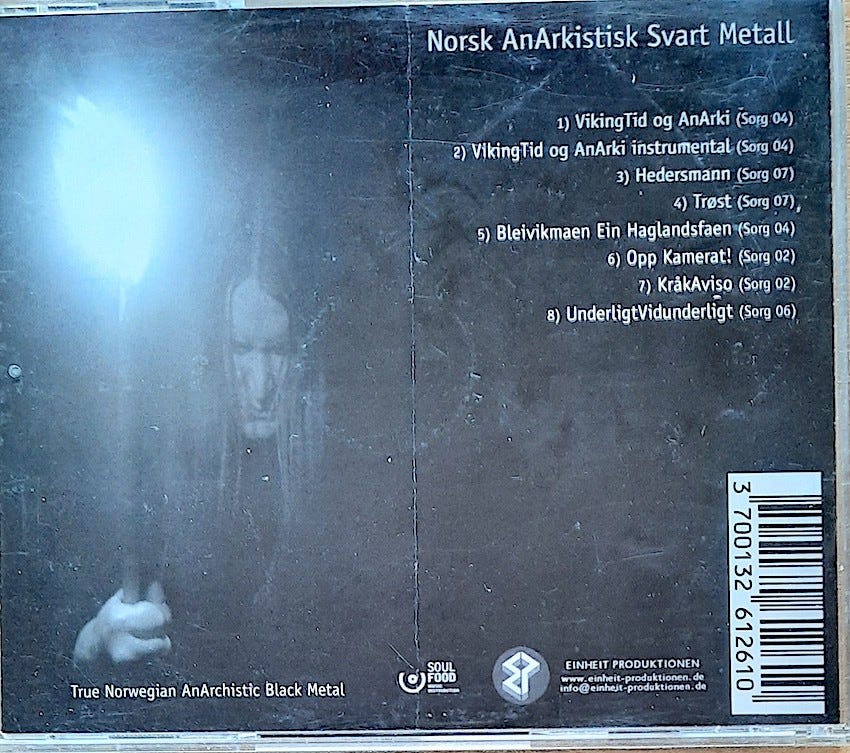 Norsk AnArkistisk Svart Metall
1) VikingTid og AnArki (Sorg 04)
2) VikingTid og AnArki instrumental (Sorg 04)
3) Hedersmann (Sorg 07)
4) Trøst (Sorg 07)
5) Bleivikmaen Ein Haglandsfaen (Sorg 04)
6) Opp Kamerat! (Sorg 02)
7) KråkAviso (Sorg 02)
8) UnderligtVidunderligt (Sorg 06)
3 700132 612610
True Norwegian AnArchistic Black Metal
SOUL
FOOD
EINHEIT PRODUKTIONEN
www.einheit-produktionen.de
info@einheit-produktionen.de